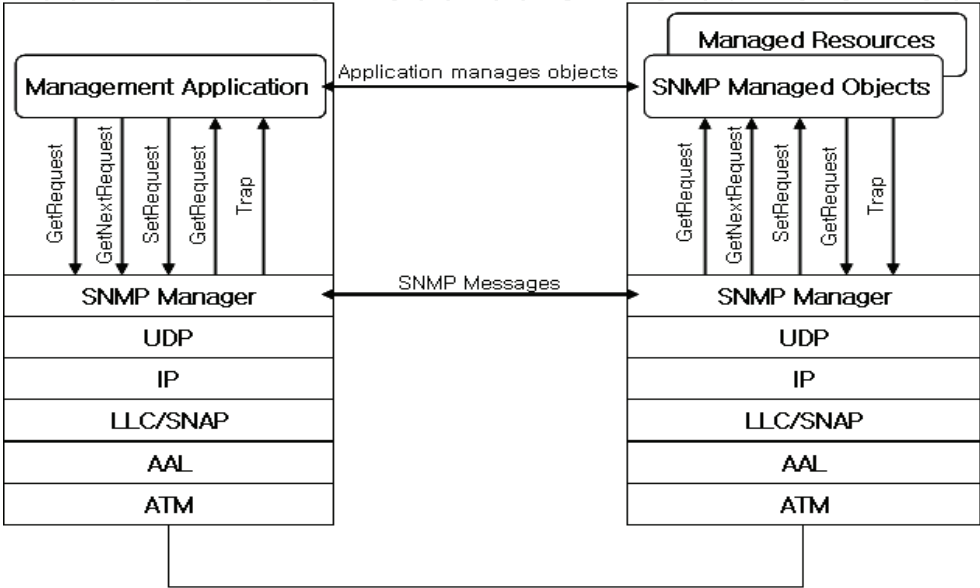 Managed Resources
Management Application
Application manages objects
SNMP Managed Objects
GetRequest
GetNextRequest
SetRequest
GetRequest
Trap
GetRequest
GetNextRequest
SetRequest
GetRequest
Trap
SNMP Manager
SNMP Messages
SNMP Manager
UDP
UDP
IP
IP
LLC/SNAP
LLC/SNAP
AAL
AAL
ATM
ATM